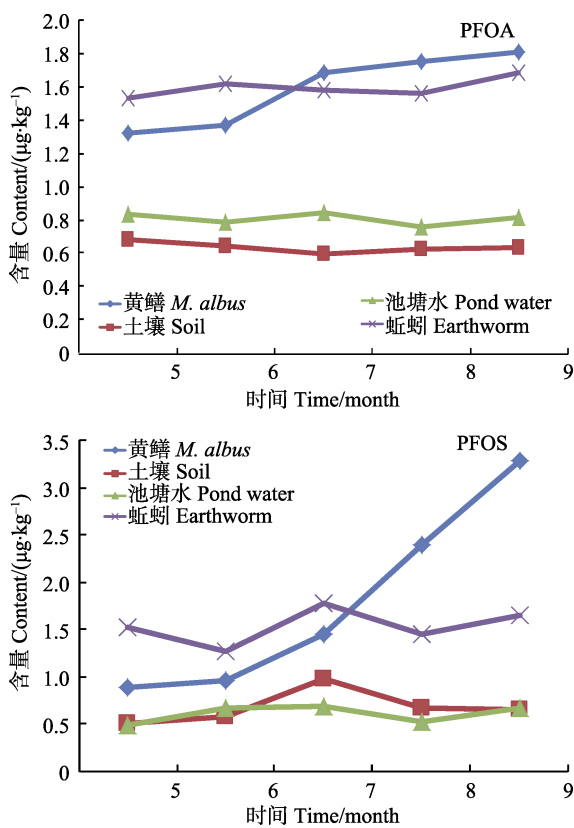 PFOA
含量 Content/(μg·kg⁻¹)
2.0
1.8
1.6
1.4
1.2
1.0
0.8
0.6
0.4
0.2
0
黄鳝 M. albus
池塘水 Pond water
土壤 Soil
蚯蚓 Earthworm
5 6 7 8 9
时间 Time/month
PFOS
含量 Content/(μg·kg⁻¹)
3.5
3.0
2.5
2.0
1.5
1.0
0.5
0
黄鳝 M. albus
土壤 Soil
池塘水 Pond water
蚯蚓 Earthworm
5 6 7 8 9
时间 Time/month